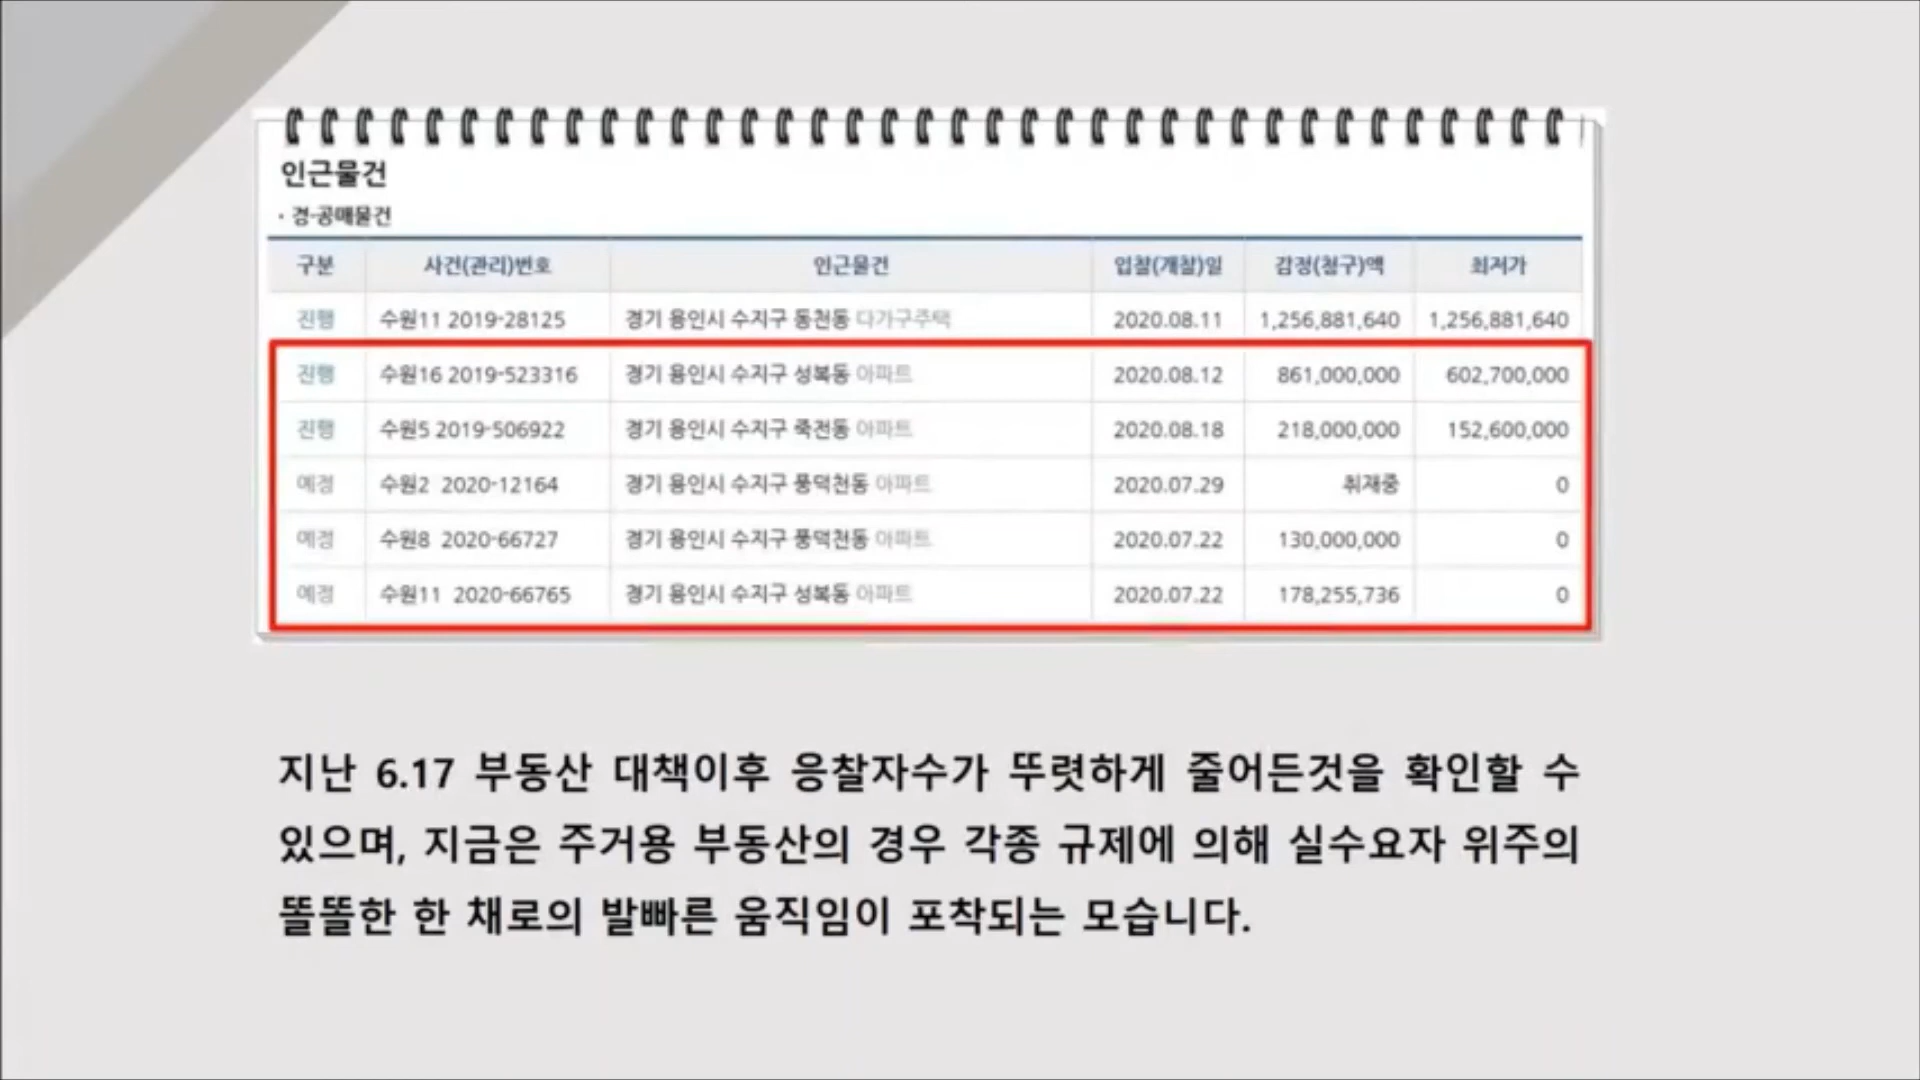 인근물건
· 경·공매물건
구분 사건(관리)번호 인근물건 입찰(개찰)일 감정(청구)액 최저가
진행 수원11 2019-28125 경기 용인시 수지구 동천동 다가구주택 2020.08.11 1,256,881,640 1,256,881,640
진행 수원16 2019-523316 경기 용인시 수지구 성복동 아파트 2020.08.12 861,000,000 602,700,000
진행 수원5 2019-506922 경기 용인시 수지구 죽전동 아파트 2020.08.18 218,000,000 152,600,000
예정 수원2 2020-12164 경기 용인시 수지구 풍덕천동 아파트 2020.07.29 취재중 0
예정 수원8 2020-66727 경기 용인시 수지구 풍덕천동 아파트 2020.07.22 130,000,000 0
예정 수원11 2020-66765 경기 용인시 수지구 성복동 아파트 2020.07.22 178,255,736 0
지난 6.17 부동산 대책이후 응찰자수가 뚜렷하게 줄어든것을 확인할 수
있으며, 지금은 주거용 부동산의 경우 각종 규제에 의해 실수요자 위주의
똘똘한 한 채로의 발빠른 움직임이 포착되는 모습니다.